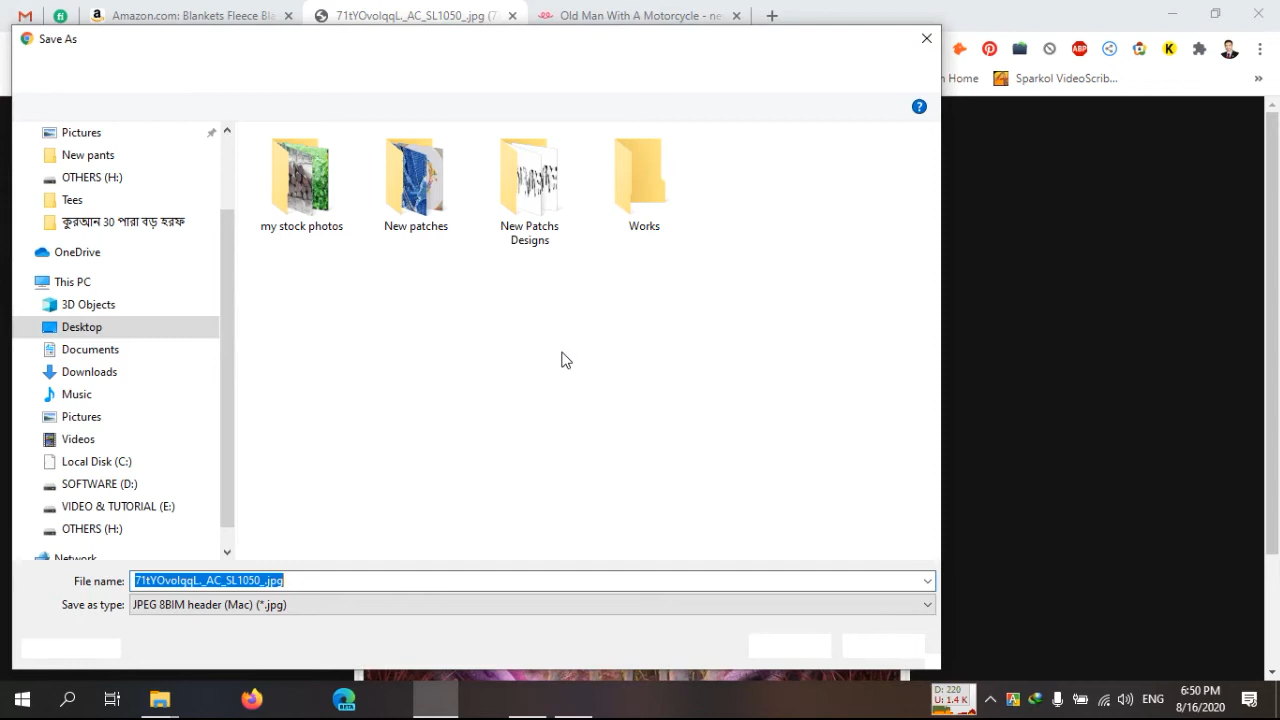 Amazon.com: Blankets Fleece Bla
71tYOvolqqL._AC_SL1050_.jpg (7
Old Man With A Motorcycle - ne
Save As
ABP
K
n Home
Sparkol VideoScrib...
»
?
Pictures
New pants
OTHERS (H:)
Tees
কুরআন 30 পারা বড় হরফ
OneDrive
This PC
3D Objects
Desktop
Documents
Downloads
Music
Pictures
Videos
Local Disk (C:)
SOFTWARE (D:)
VIDEO & TUTORIAL (E:)
OTHERS (H:)
Network
my stock photos
New patches
New Patchs
Designs
Works
File name:
71tYOvolqqL._AC_SL1050_.jpg
Save as type:
JPEG 8BIM header (Mac) (*.jpg)
D: 220
U: 1.4 K
ENG
6:50 PM
8/16/2020